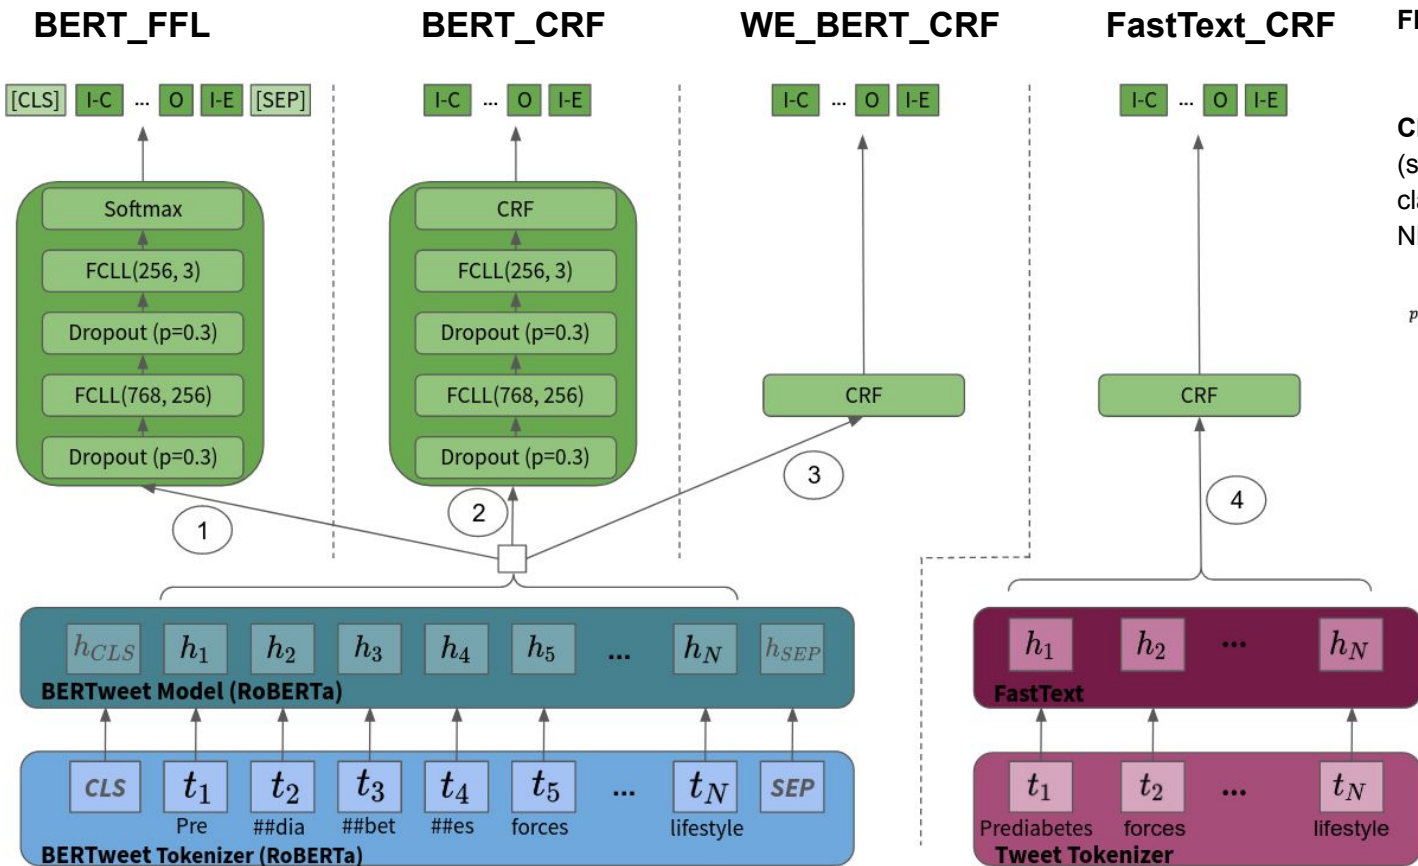 BERT_FFL BERT_CRF WE_BERT_CRF FastText_CRF
[CLS] I-C ... O I-E [SEP]
I-C ... O I-E
I-C ... O I-E
I-C ... O I-E
Softmax
FCLL(256, 3)
Dropout (p=0.3)
FCLL(768, 256)
Dropout (p=0.3)
CRF
FCLL(256, 3)
Dropout (p=0.3)
FCLL(768, 256)
Dropout (p=0.3)
CRF
CRF
1
2
3
4
h_CLS h_1 h_2 h_3 h_4 h_5 ... h_N h_SEP
BERTweet Model (RoBERTa)
CLS t_1 t_2 t_3 t_4 t_5 ... t_N SEP
Pre ##dia ##bet ##es forces lifestyle
BERTweet Tokenizer (RoBERTa)
h_1 h_2 ... h_N
FastText
t_1 t_2 ... t_N
Prediabetes forces lifestyle
Tweet Tokenizer
p